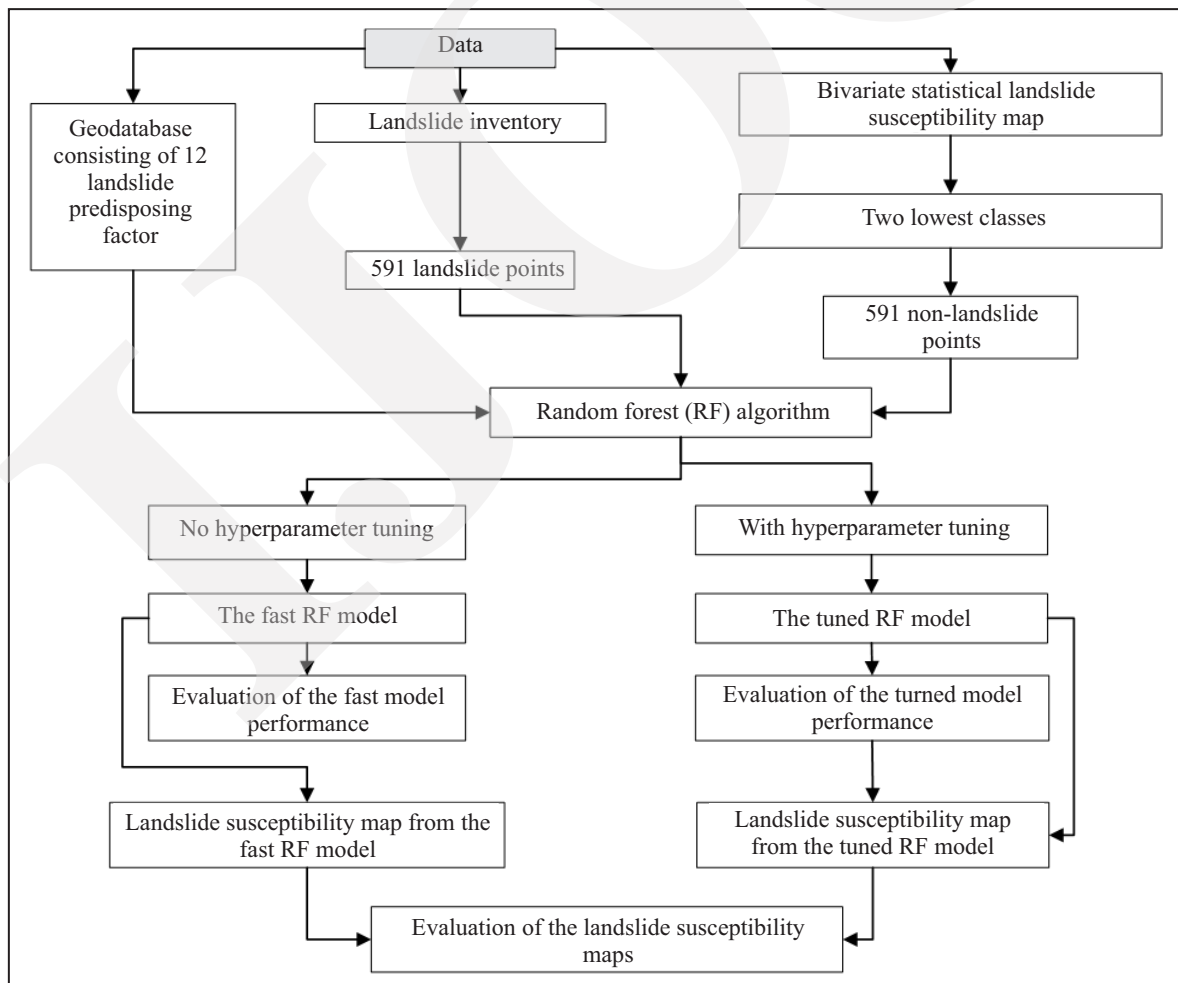 Data
Geodatabase
consisting of 12
landslide
predisposing
factor
Landslide inventory
591 landslide points
Bivariate statistical landslide
susceptibility map
Two lowest classes
591 non-landslide
points
Random forest (RF) algorithm
No hyperparameter tuning
The fast RF model
Evaluation of the fast model
performance
Landslide susceptibility map from the
fast RF model
With hyperparameter tuning
The tuned RF model
Evaluation of the turned model
performance
Landslide susceptibility map
from the tuned RF model
Evaluation of the landslide susceptibility
maps